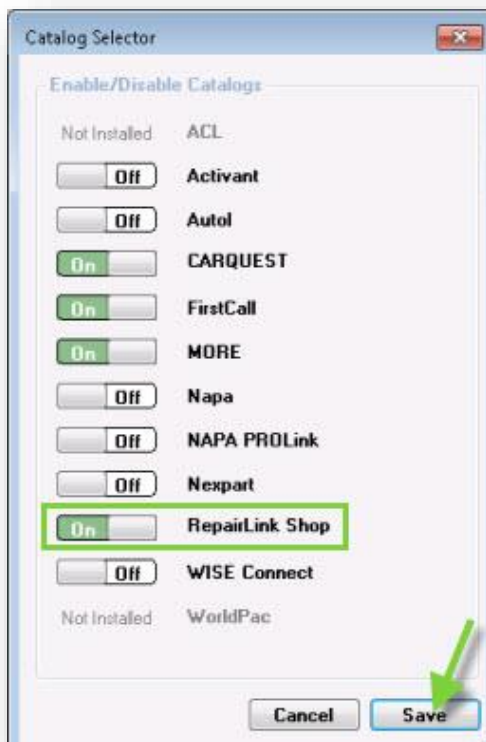 Catalog Selector
Enable/Disable Catalogs
Not Installed ACL
Off Activant
Off AutoI
On CARQUEST
On FirstCall
On MORE
Off Napa
Off NAPA PROLink
Off Nexpart
On RepairLink Shop
Off WISE Connect
Not Installed WorldPac
Cancel Save